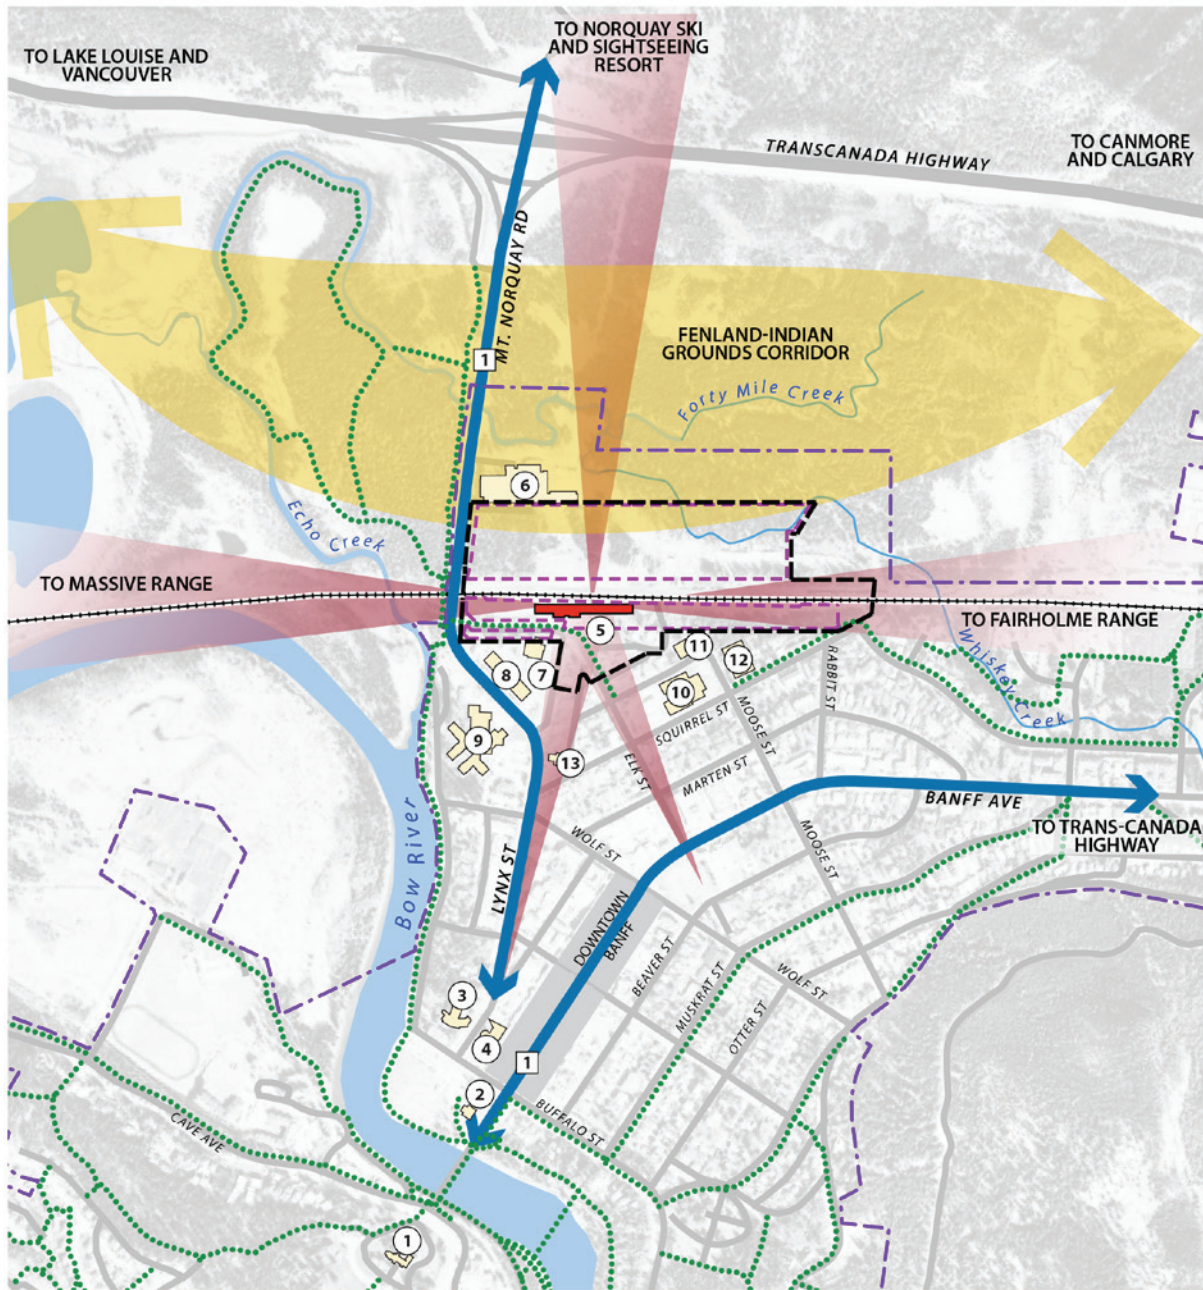 TO LAKE LOUISE AND
VANCOUVER
TO NORQUAY SKI
AND SIGHTSEEING
RESORT
TRANSCANADA HIGHWAY
TO CANMORE
AND CALGARY
MT. NORQUAY RD
1
FENLAND-INDIAN
GROUNDS CORRIDOR
Forty Mile Creek
6
Echo Creek
TO MASSIVE RANGE
TO FAIRHOLME RANGE
5
11
12
8
7
10
9
13
RABBIT ST
Whiskey Creek
SQUIRREL ST
MOOSE ST
ELK ST
MARTEN ST
BANFF AVE
TO TRANS-CANADA
HIGHWAY
Bow River
WOLF ST
MOOSE ST
LYNX ST
DOWNTOWN
BANFF
BEAVER ST
MUSKRAT ST
WOLF ST
OTTER ST
3
4
1
2
BUFFALO ST
CAVE AVE
1